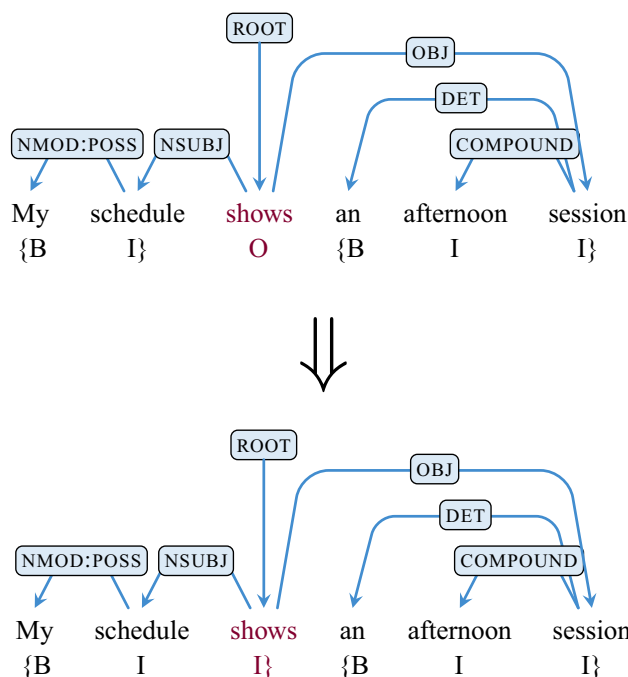 ROOT
OBJ
DET
NMOD:POSS NSUBJ COMPOUND
My schedule shows an afternoon session
{B I} O {B I I}
ROOT
OBJ
DET
NMOD:POSS NSUBJ COMPOUND
My schedule shows an afternoon session
{B I I} {B I I}